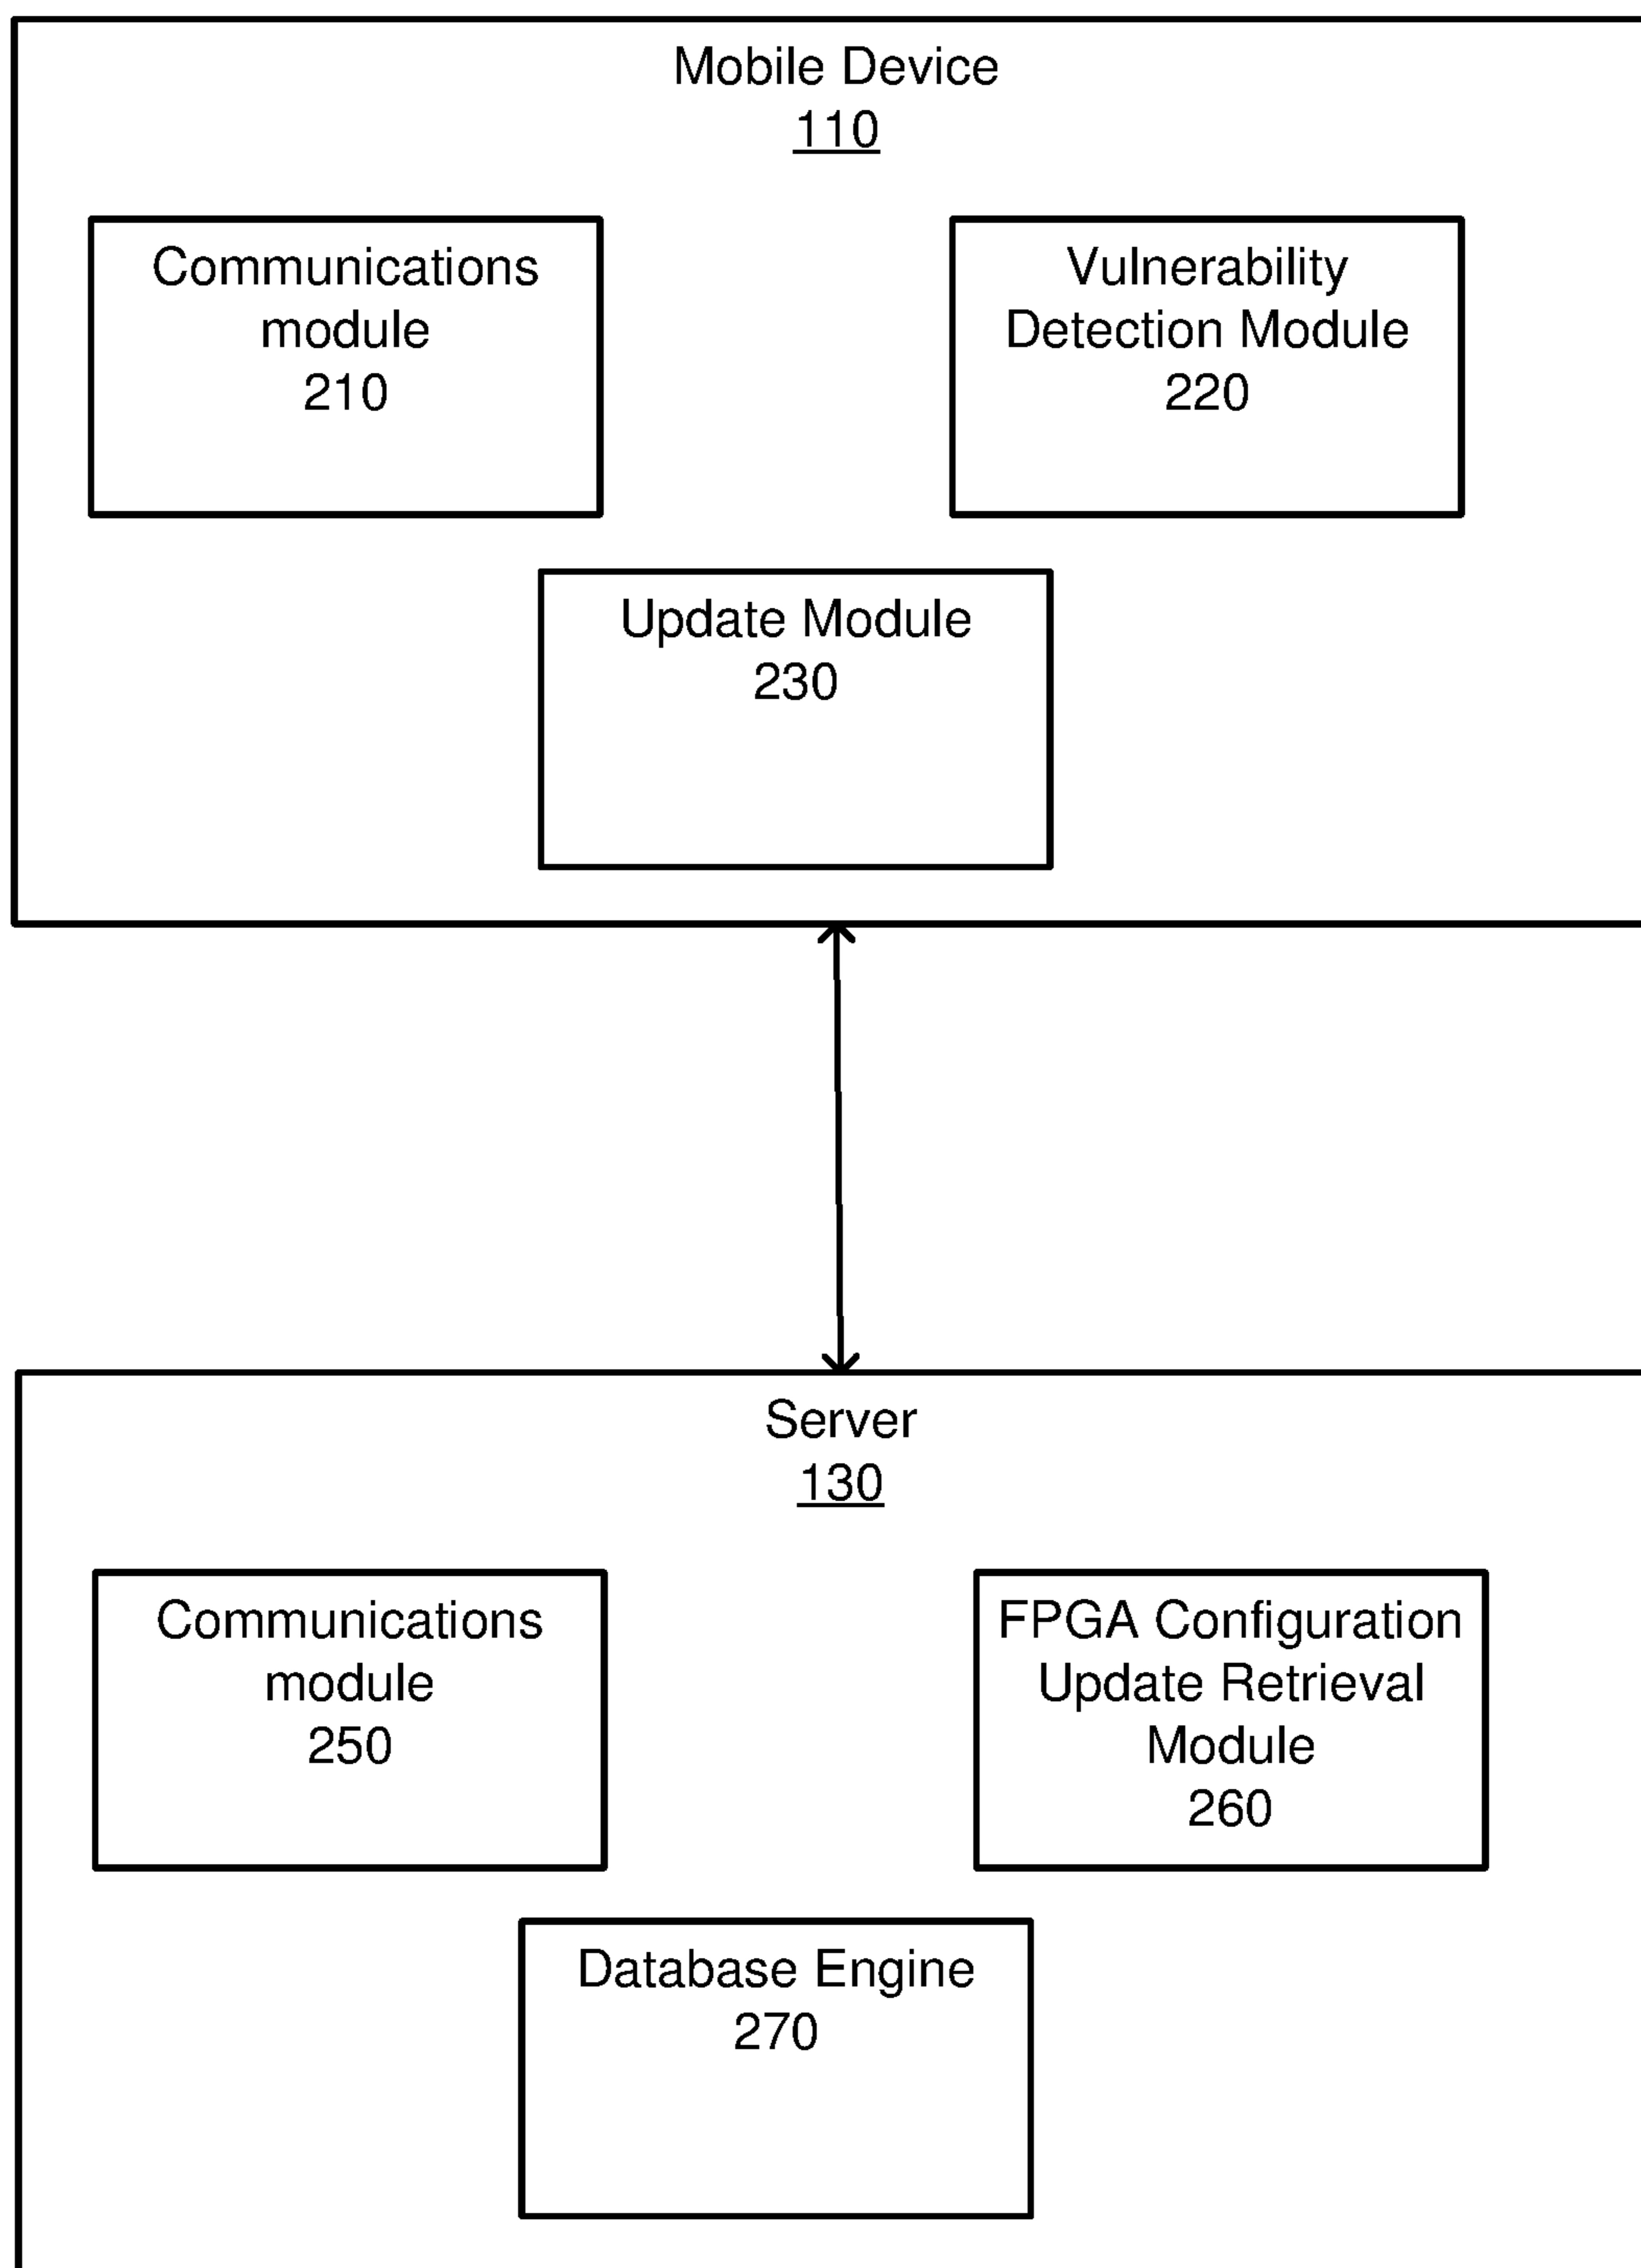 Mobile Device
110
Communications
module
210
Vulnerability
Detection Module
220
Update Module
230
Server
130
Communications
module
250
FPGA Configuration
Update Retrieval
Module
260
Database Engine
270